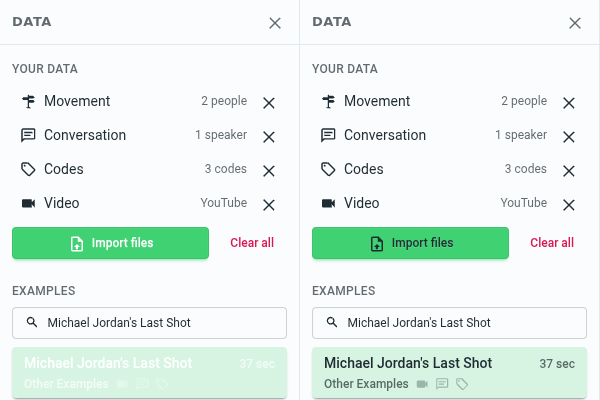 DATA
YOUR DATA
Movement 2 people
Conversation 1 speaker
Codes 3 codes
Video YouTube
Import files Clear all
EXAMPLES
Michael Jordan's Last Shot
Michael Jordan's Last Shot 37 sec
Other Examples
DATA
YOUR DATA
Movement 2 people
Conversation 1 speaker
Codes 3 codes
Video YouTube
Import files Clear all
EXAMPLES
Michael Jordan's Last Shot
Michael Jordan's Last Shot 37 sec
Other Examples